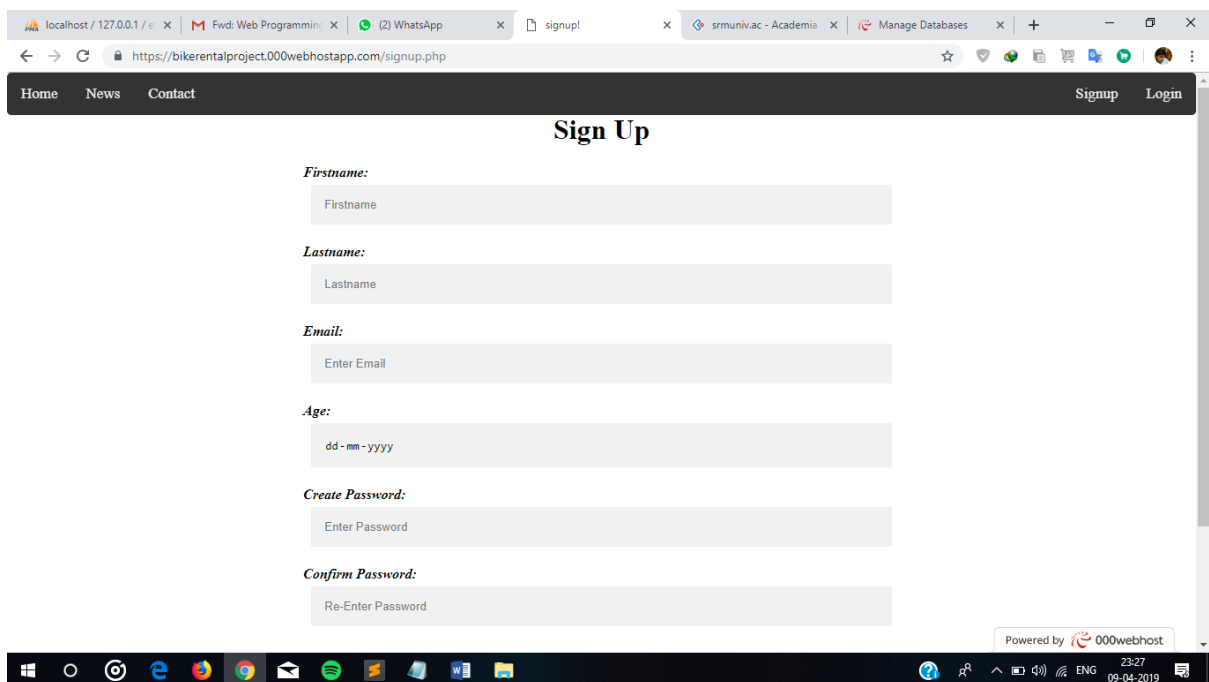 localhost / 127.0.0.1 / e
Fwd: Web Programming
(2) WhatsApp
signup!
srmuniv.ac - Academia
Manage Databases
https://bikerentalproject.000webhostapp.com/signup.php
Home News Contact Signup Login
Sign Up
Firstname:
Firstname
Lastname:
Lastname
Email:
Enter Email
Age:
dd-mm-yyyy
Create Password:
Enter Password
Confirm Password:
Re-Enter Password
Powered by 000webhost
ENG
23:27
09-04-2019